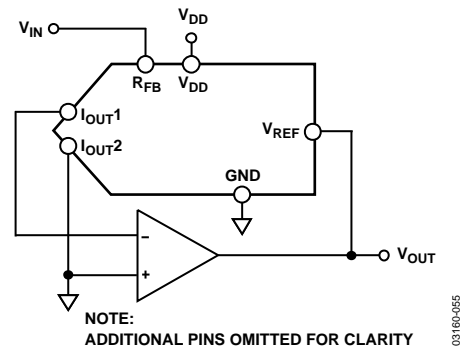 VDD
VIN
RFB
VDD
IOUT1
IOUT2
VREF
GND
–
+
VOUT
NOTE:
ADDITIONAL PINS OMITTED FOR CLARITY
03160-055